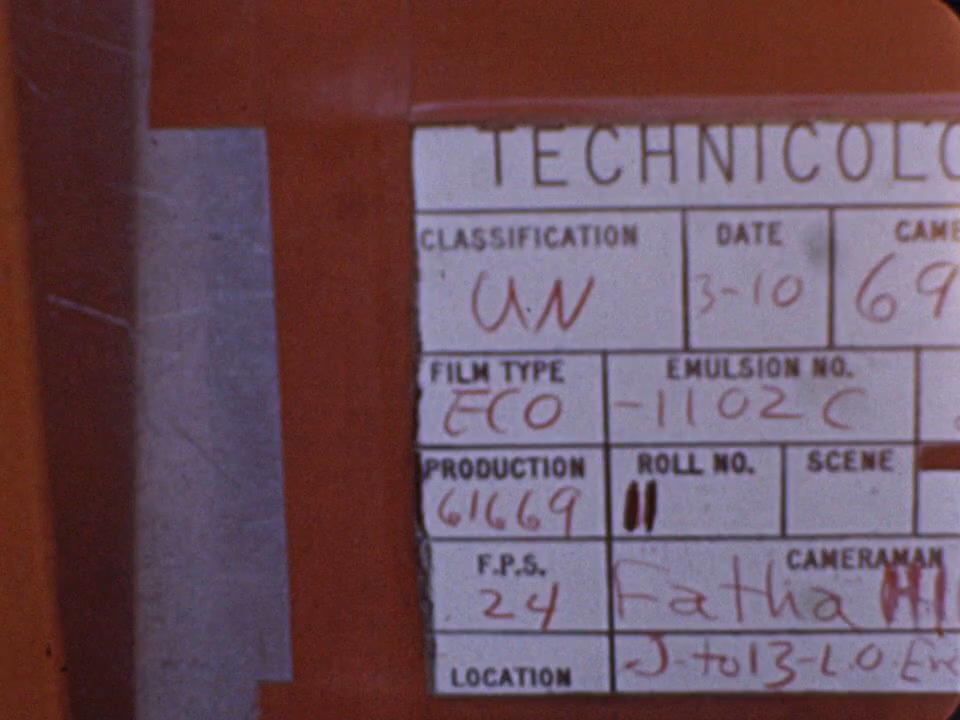 TECHNICOLO
CLASSIFICATION DATE CAME
UN 3-10 69
FILM TYPE EMULSION NO.
ECO -1102C
PRODUCTION ROLL NO. SCENE
61669 11
F.P.S. CAMERAMAN
24 Fatha
LOCATION J-to13-L.O.